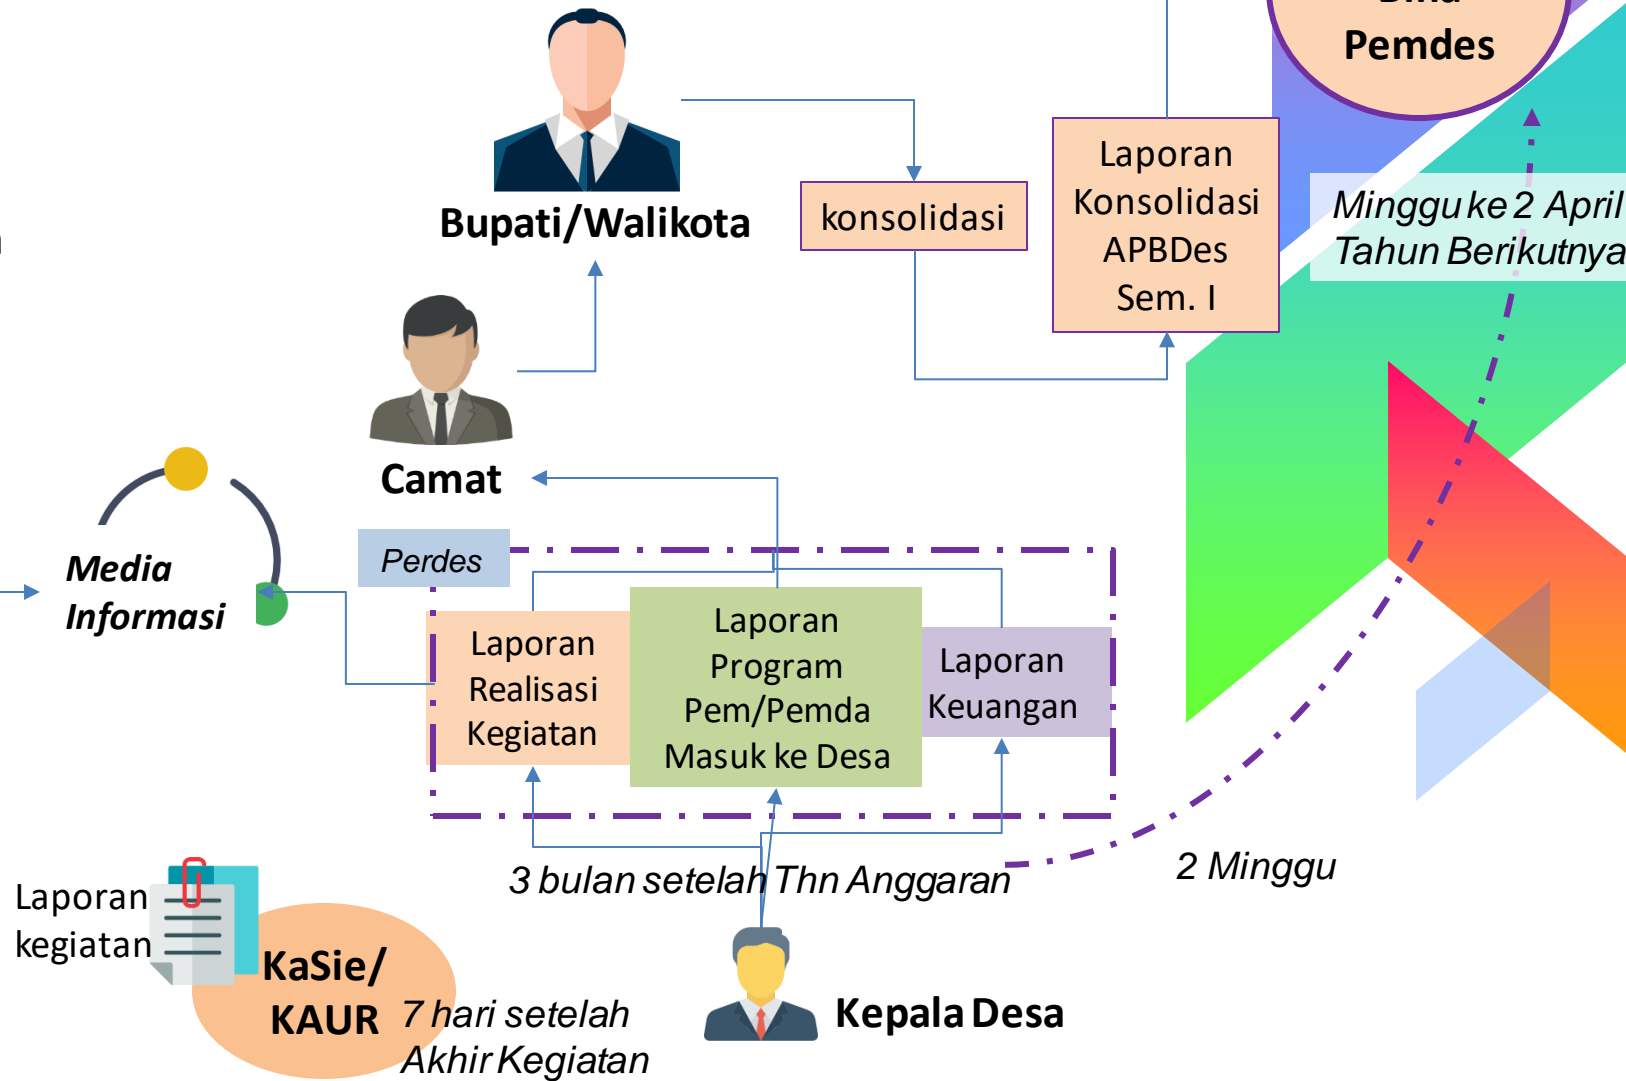 Pemdes
Bupati/Walikota
konsolidasi
Laporan
Konsolidasi
APBDes
Sem. I
Minggu ke 2 April
Tahun Berikutnya
Camat
Media
Informasi
Perdes
Laporan
Realisasi
Kegiatan
Laporan
Program
Pem/Pemda
Masuk ke Desa
Laporan
Keuangan
3 bulan setelah Thn Anggaran
2 Minggu
Laporan
kegiatan
KaSie/
KAUR
7 hari setelah
Akhir Kegiatan
Kepala Desa